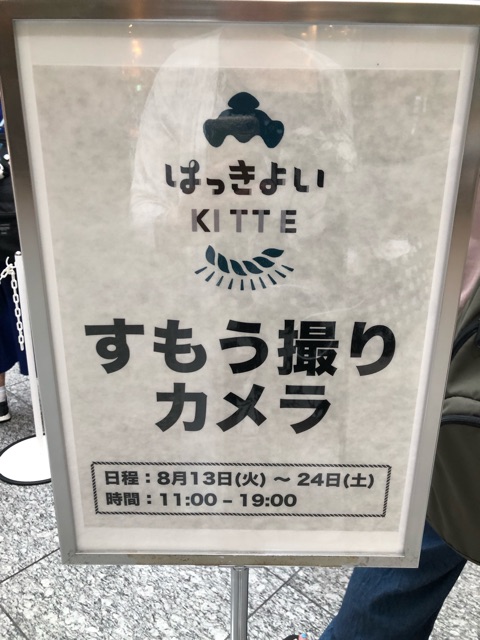 はっきよい
KITTE
すもう撮り
カメラ
日程：8月13日(火) ～ 24日(土)
時間：11:00 – 19:00